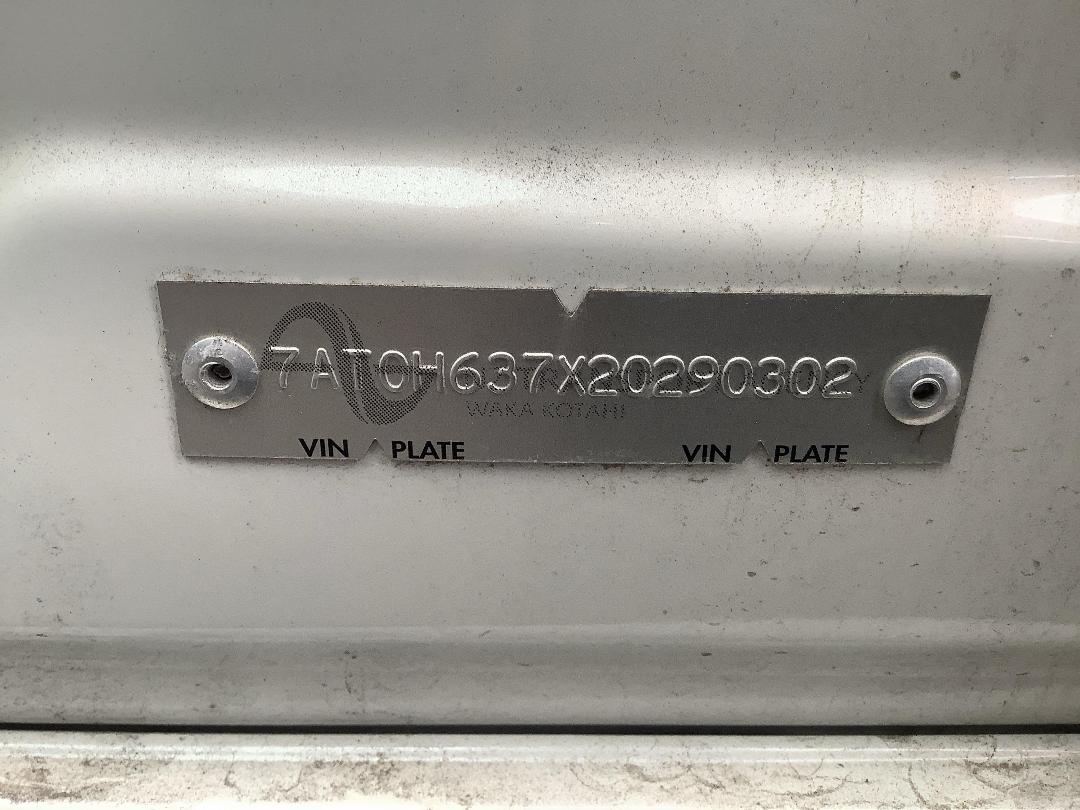 7AT0H637X20290302
WAKA KOTAHI
VIN PLATE VIN PLATE